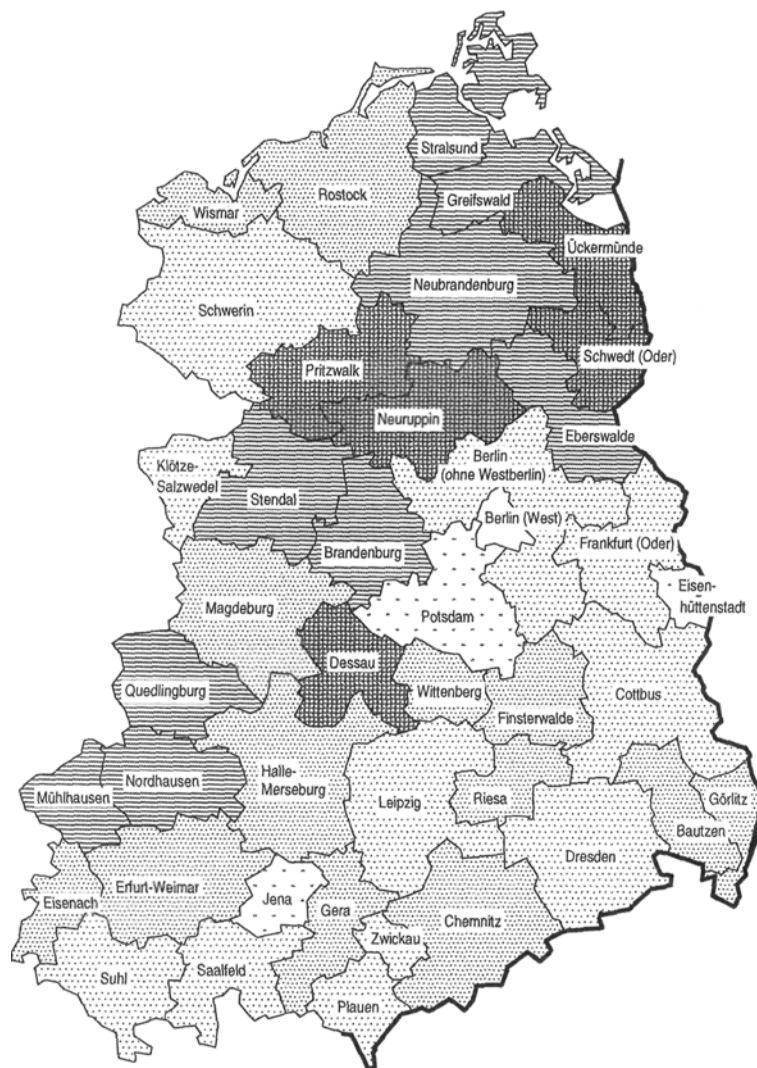 Stralsund
Rostock
Greifswald
Wismar
Ückermünde
Neubrandenburg
Schwerin
Schwedt (Oder)
Pritzwalk
Neuruppin
Eberswalde
Berlin
(ohne Westberlin)
Klötze-
Salzwedel
Stendal
Berlin (West)
Frankfurt (Oder)
Brandenburg
Eisen-
hüttenstadt
Magdeburg
Potsdam
Dessau
Quedlingburg
Wittenberg
Cottbus
Finsterwalde
Halle-
Merseburg
Nordhausen
Mühlhausen
Leipzig
Riesa
Görlitz
Bautzen
Dresden
Erfurt-Weimar
Eisenach
Jena
Gera
Chemnitz
Zwickau
Suhl
Saalfeld
Plauen